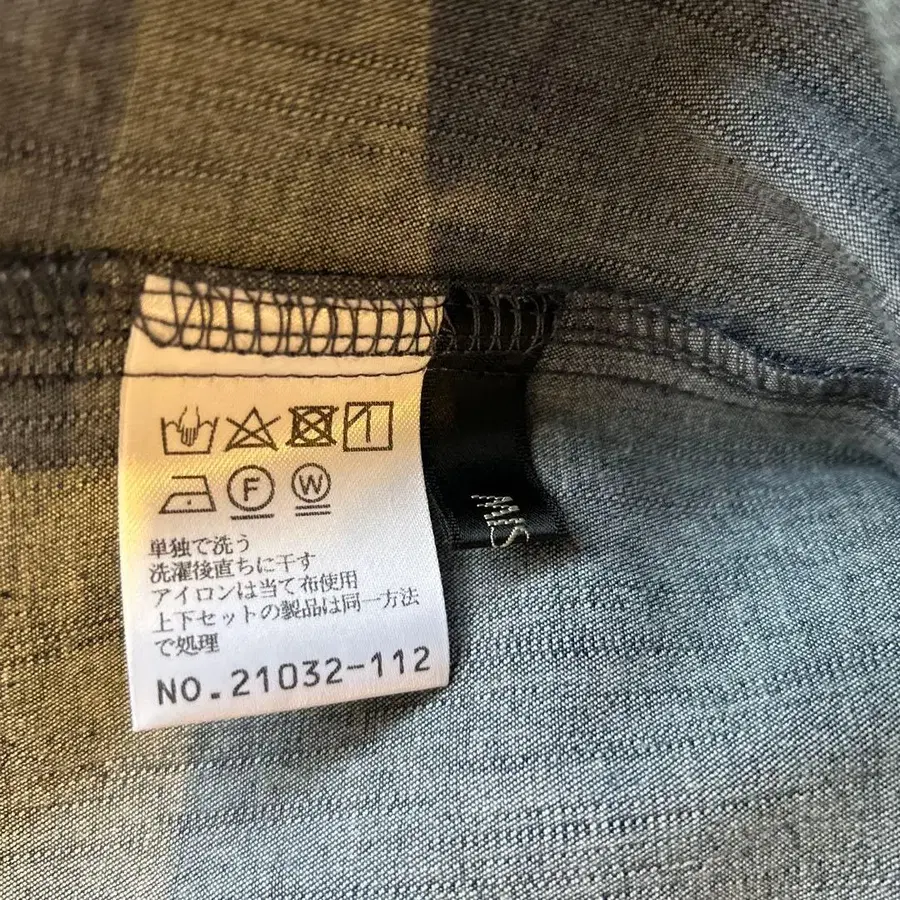 F W
単独で洗う
洗濯後直ちに干す
アイロンは当て布使用
上下セットの製品は同一方法
で処理
NO.21032-112